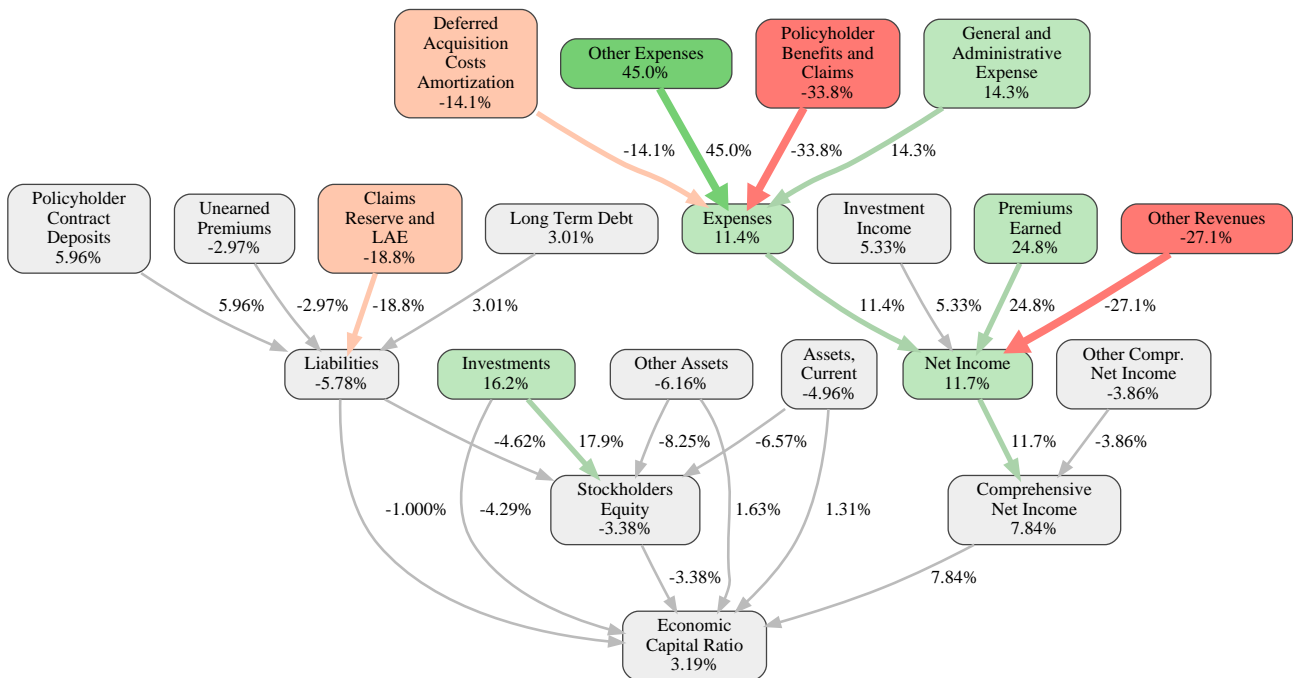 Deferred
Acquisition
Costs
Amortization
-14.1%
Other Expenses
45.0%
Policyholder
Benefits and
Claims
-33.8%
General and
Administrative
Expense
14.3%
-14.1%
45.0%
-33.8%
14.3%
Policyholder
Contract
Deposits
5.96%
Unearned
Premiums
-2.97%
Claims
Reserve and
LAE
-18.8%
Long Term Debt
3.01%
Expenses
11.4%
Investment
Income
5.33%
Premiums
Earned
24.8%
Other Revenues
-27.1%
5.96%
-2.97%
-18.8%
3.01%
11.4%
5.33%
24.8%
-27.1%
Liabilities
-5.78%
Investments
16.2%
Other Assets
-6.16%
Assets,
Current
-4.96%
Net Income
11.7%
Other Compr.
Net Income
-3.86%
-4.62%
17.9%
-8.25%
-6.57%
11.7%
-3.86%
Stockholders
Equity
-3.38%
Comprehensive
Net Income
7.84%
-1.000%
-4.29%
1.63%
1.31%
-3.38%
7.84%
Economic
Capital Ratio
3.19%